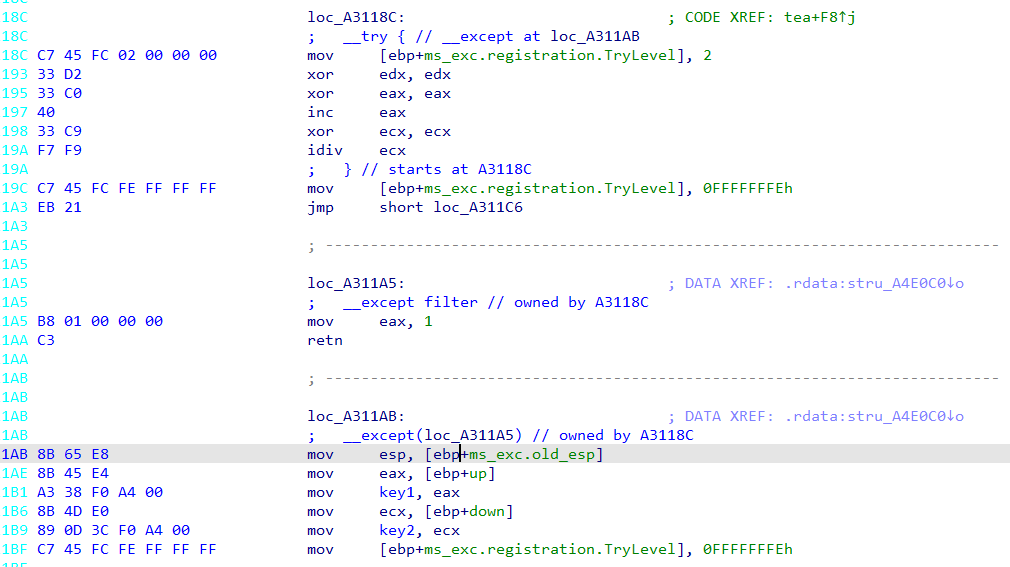 18C
18C loc_A3118C: ; CODE XREF: tea+F8↑j
18C ; __try { // __except at loc_A311AB
18C C7 45 FC 02 00 00 00 mov [ebp+ms_exc.registration.TryLevel], 2
193 33 D2 xor edx, edx
195 33 C0 xor eax, eax
197 40 inc eax
198 33 C9 xor ecx, ecx
19A F7 F9 idiv ecx
19A ; } // starts at A3118C
19C C7 45 FC FE FF FF FF mov [ebp+ms_exc.registration.TryLevel], 0FFFFFFFEh
1A3 EB 21 jmp short loc_A311C6
1A3
1A5 ; ---------------------------------------------------------------------------
1A5
1A5 loc_A311A5: ; DATA XREF: .rdata:stru_A4E0C0↓o
1A5 ; __except filter // owned by A3118C
1A5 B8 01 00 00 00 mov eax, 1
1AA C3 retn
1AA
1AB ; ---------------------------------------------------------------------------
1AB
1AB loc_A311AB: ; DATA XREF: .rdata:stru_A4E0C0↓o
1AB ; __except(loc_A311A5) // owned by A3118C
1AB 8B 65 E8 mov esp, [ebp+ms_exc.old_esp]
1AE 8B 45 E4 mov eax, [ebp+up]
1B1 A3 38 F0 A4 00 mov key1, eax
1B6 8B 4D E0 mov ecx, [ebp+down]
1B9 89 0D 3C F0 A4 00 mov key2, ecx
1BF C7 45 FC FE FF FF FF mov [ebp+ms_exc.registration.TryLevel], 0FFFFFFFEh
1BF